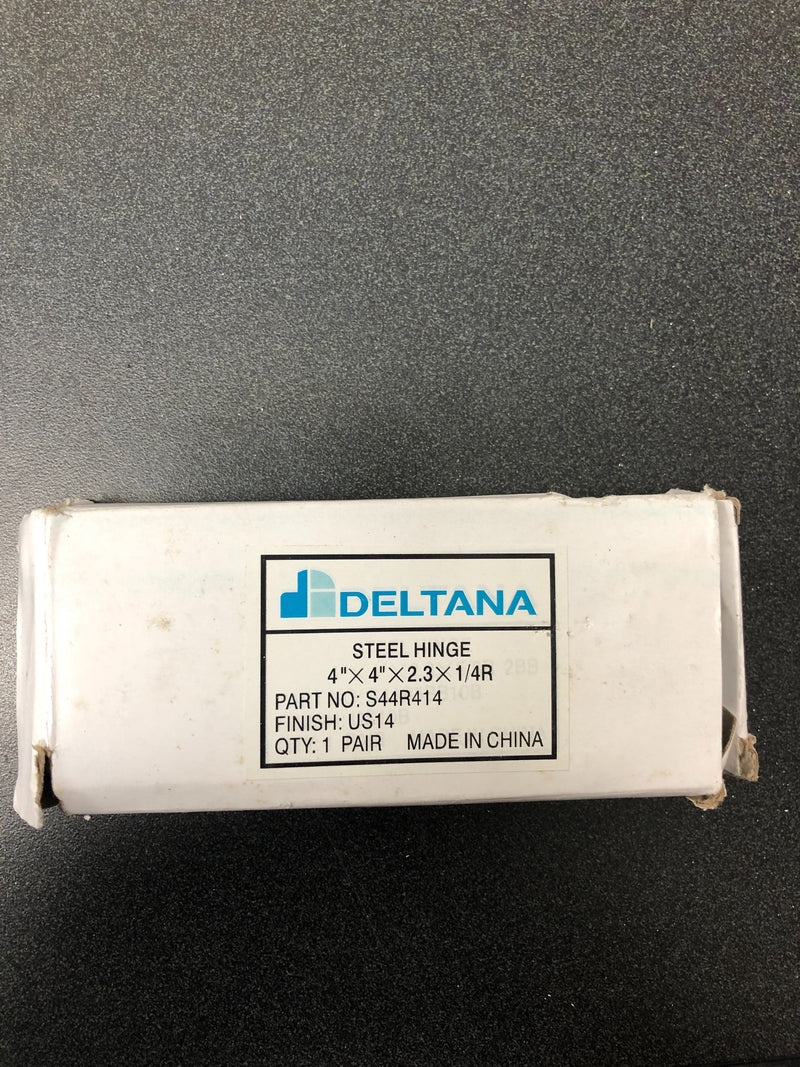 DELTANA
STEEL HINGE
4"×4"×2.3×1/4R
PART NO: S44R414
FINISH: US14
QTY: 1 PAIR MADE IN CHINA